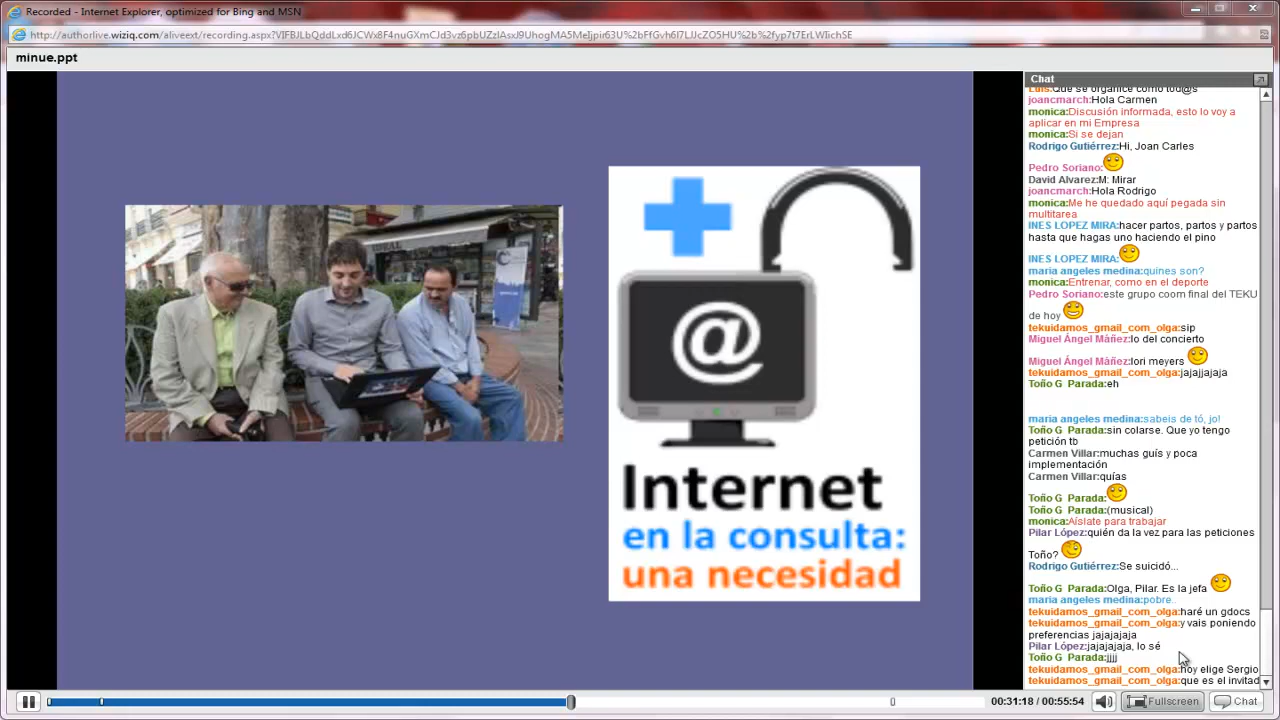 Recorded - Internet Explorer, optimized for Bing and MSN
minue.ppt
Internet
en la consulta:
una necesidad
Chat
Luis:Que se organice como tod@s
joancmarch:Hola Carmen
monica:Discusión informada, esto lo voy a
aplicar en mi Empresa
monica:Si se dejan
Rodrigo Gutiérrez:Hi, Joan Carles
Pedro Soriano:
David Alvarez:M: Mirar
joancmarch:Hola Rodrigo
monica:Me he quedado aquí pegada sin
multitarea
INES LOPEZ MIRA:hacer partos, partos y partos
hasta que hagas uno haciendo el pino
INES LOPEZ MIRA:
maria angeles medina:quines son?
monica:Entrenar, como en el deporte
Pedro Soriano:este grupo coom final del TEKU
de hoy
tekuidamos_gmail_com_olga:sip
Miguel Ángel Máñez:lo del concierto
Miguel Ángel Máñez:lori meyers
tekuidamos_gmail_com_olga:jajajjajaja
Toño G Parada:eh
maria angeles medina:sabeis de tó, jo!
Toño G Parada:sin colarse. Que yo tengo
petición tb
Carmen Villar:muchas guís y poca
implementación
Carmen Villar:quías
Toño G Parada:
Toño G Parada:(musical)
monica:Aíslate para trabajar
Pilar López:quién da la vez para las peticiones
Toño?
Rodrigo Gutiérrez:Se suicidó...
Toño G Parada:Olga, Pilar. Es la jefa
maria angeles medina:pobre
tekuidamos_gmail_com_olga:haré un gdocs
tekuidamos_gmail_com_olga:y vais poniendo
preferencias jajajajaja
Pilar López:jajajajaja, lo sé
Toño G Parada:jjjj
tekuidamos_gmail_com_olga:hoy elige Sergio
tekuidamos_gmail_com_olga:que es el invitad
00:31:18 / 00:55:54
Fullscreen
Chat